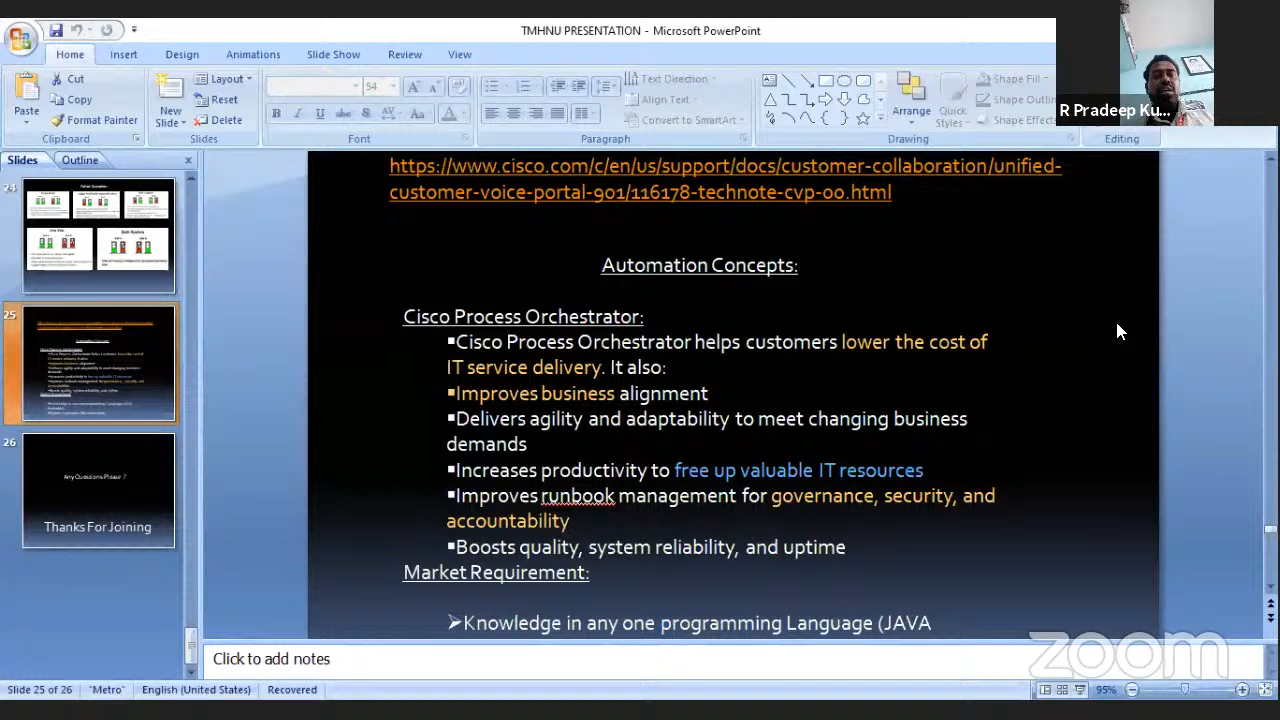 TMHNU PRESENTATION - Microsoft PowerPoint
Home Insert Design Animations Slide Show Review View
Paste
Cut
Copy
Format Painter
Clipboard
New Slide
Layout
Reset
Delete
Slides
54
B I U S abc AV Aa A
Font
Paragraph
Text Direction
Align Text
Convert to SmartArt
Arrange
Quick Styles
Shape Fill
Shape Outlin
Shape Effects
Drawing
Editing
R Pradeep Ku...
Slides Outline
24
25
26
Any Questions Please ?
Thanks For Joining
https://www.cisco.com/c/en/us/support/docs/customer-collaboration/unified-
customer-voice-portal-901/116178-technote-cvp-00.html
Automation Concepts:
Cisco Process Orchestrator:
▪Cisco Process Orchestrator helps customers lower the cost of
IT service delivery. It also:
▪Improves business alignment
▪Delivers agility and adaptability to meet changing business
demands
▪Increases productivity to free up valuable IT resources
▪Improves runbook management for governance, security, and
accountability
▪Boosts quality, system reliability, and uptime
Market Requirement:
➢Knowledge in any one programming Language (JAVA
zoom
Click to add notes
Slide 25 of 26 "Metro" English (United States) Recovered 95%